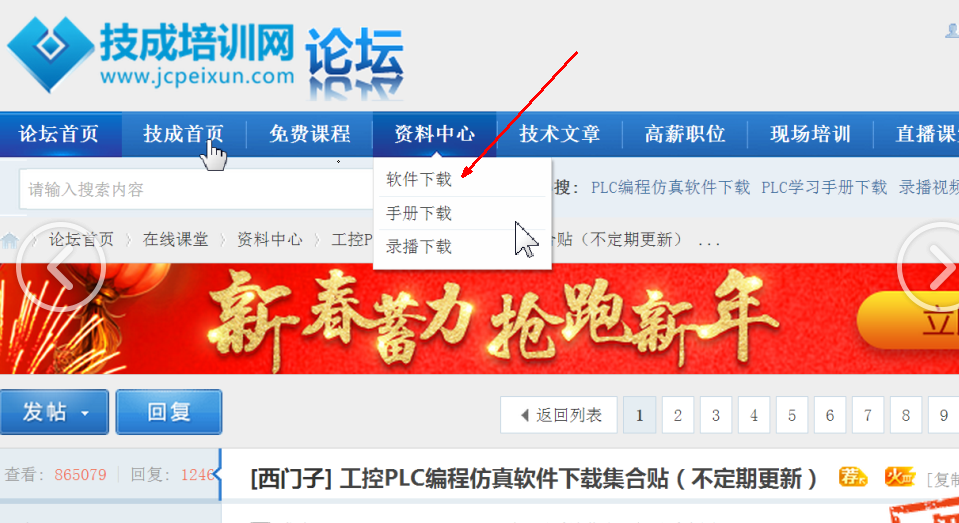 技成培训网 论坛
www.jcpeixun.com
论坛首页 技成首页 免费课程 资料中心 技术文章 高薪职位 现场培训 直播课
请输入搜索内容 搜： PLC编程仿真软件下载 PLC学习手册下载 录播视频
软件下载
手册下载
录播下载
论坛首页 在线课堂 资料中心 工控P 贴（不定期更新） ...
新春蓄力 抢跑新年 立
发帖 回复 返回列表 1 2 3 4 5 6 7 8 9
查看: 865079 回复: 1246 [西门子] 工控PLC编程仿真软件下载集合贴（不定期更新） 荐 火 [复制